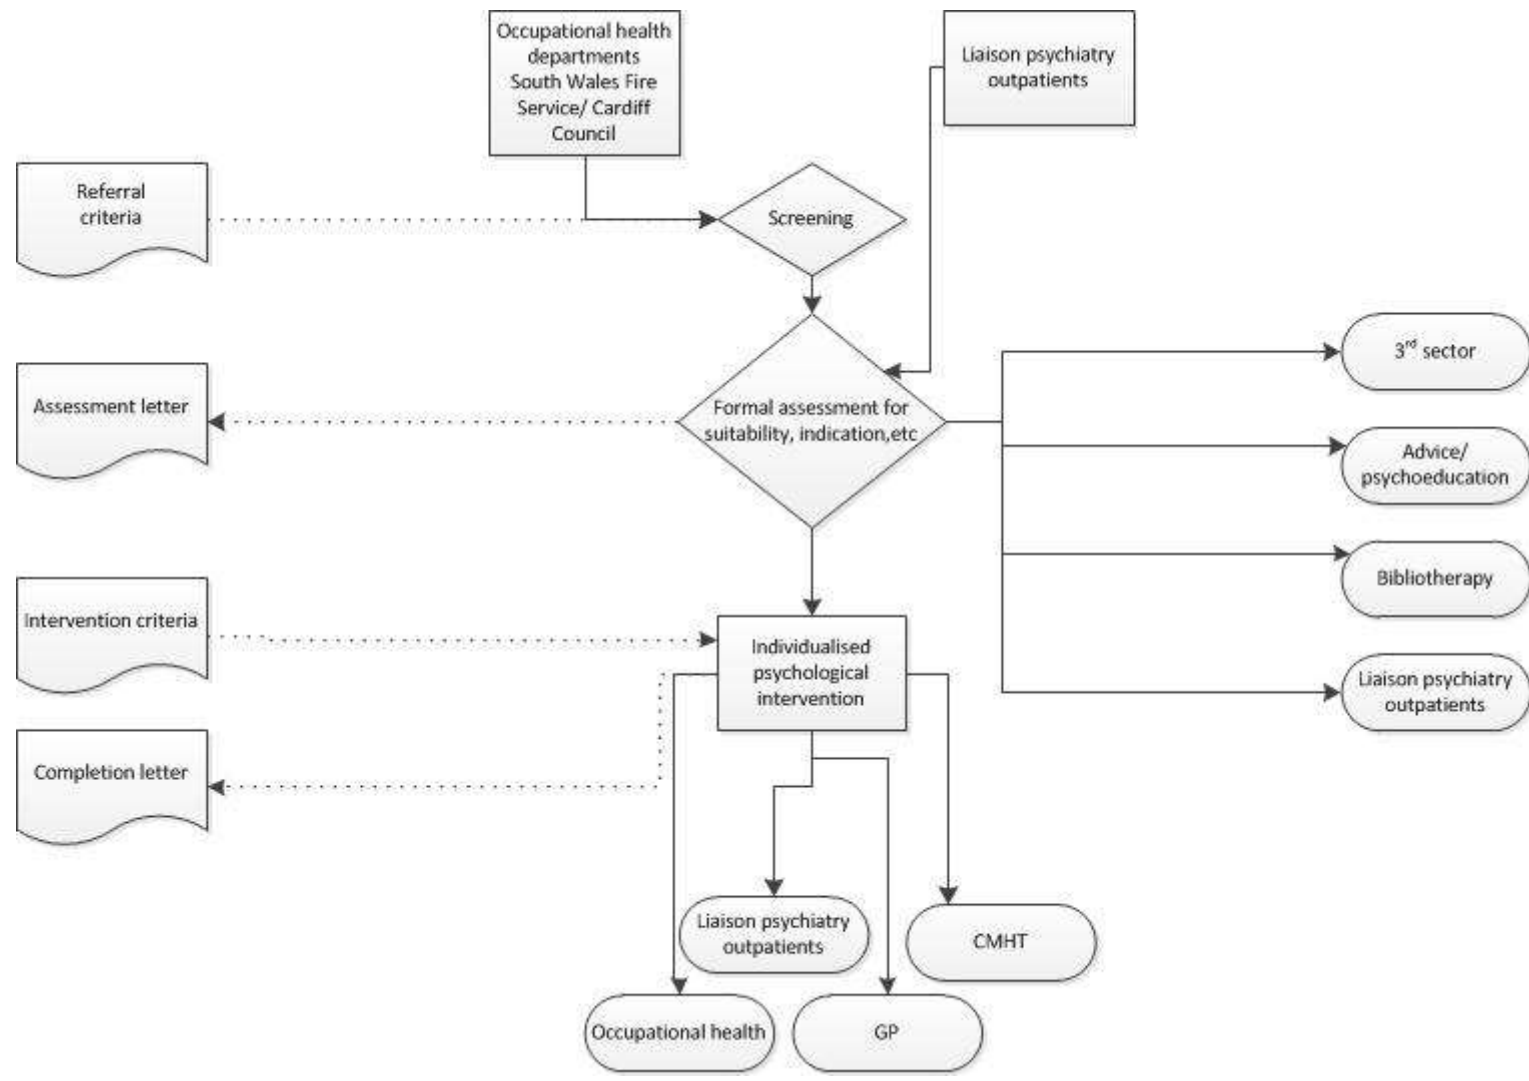 Occupational health
departments
South Wales Fire
Service/ Cardiff
Council
Liaison psychiatry
outpatients
Referral
criteria
Screening
3rd sector
Assessment letter
Formal assessment for
suitability, indication,etc
Advice/
psychoeducation
Bibliotherapy
Intervention criteria
Individualised
psychological
intervention
Liaison psychiatry
outpatients
Completion letter
Liaison psychiatry
outpatients
CMHT
Occupational health
GP